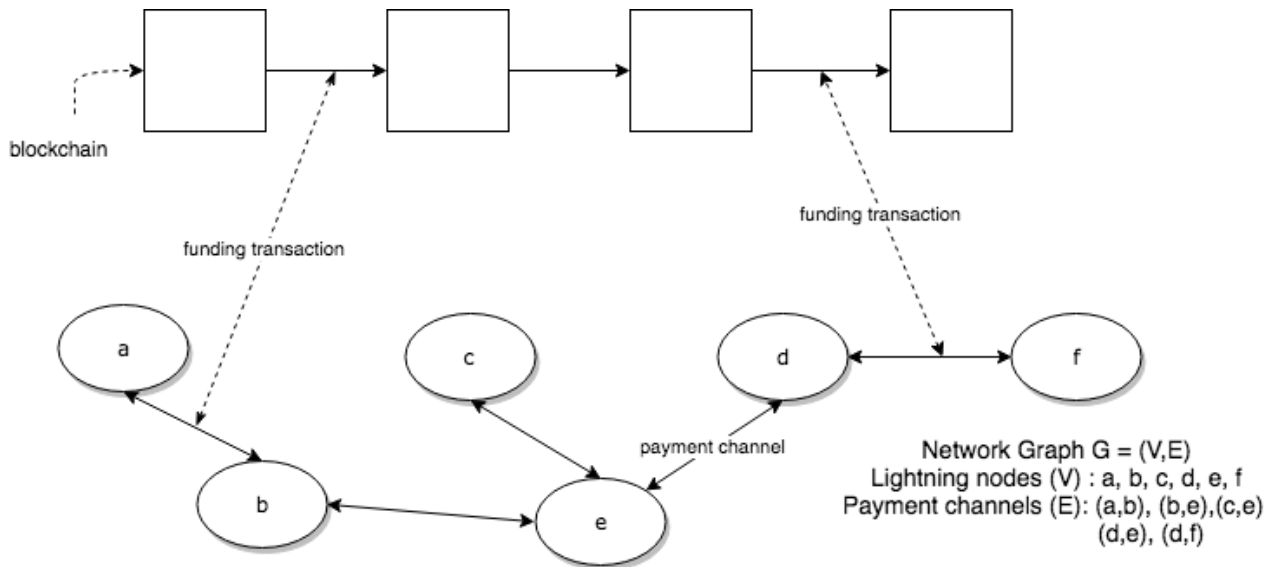 blockchain
funding transaction
funding transaction
a
c
d
f
payment channel
b
e
Network Graph G = (V,E)
Lightning nodes (V) : a, b, c, d, e, f
Payment channels (E): (a,b), (b,e),(c,e)
(d,e), (d,f)